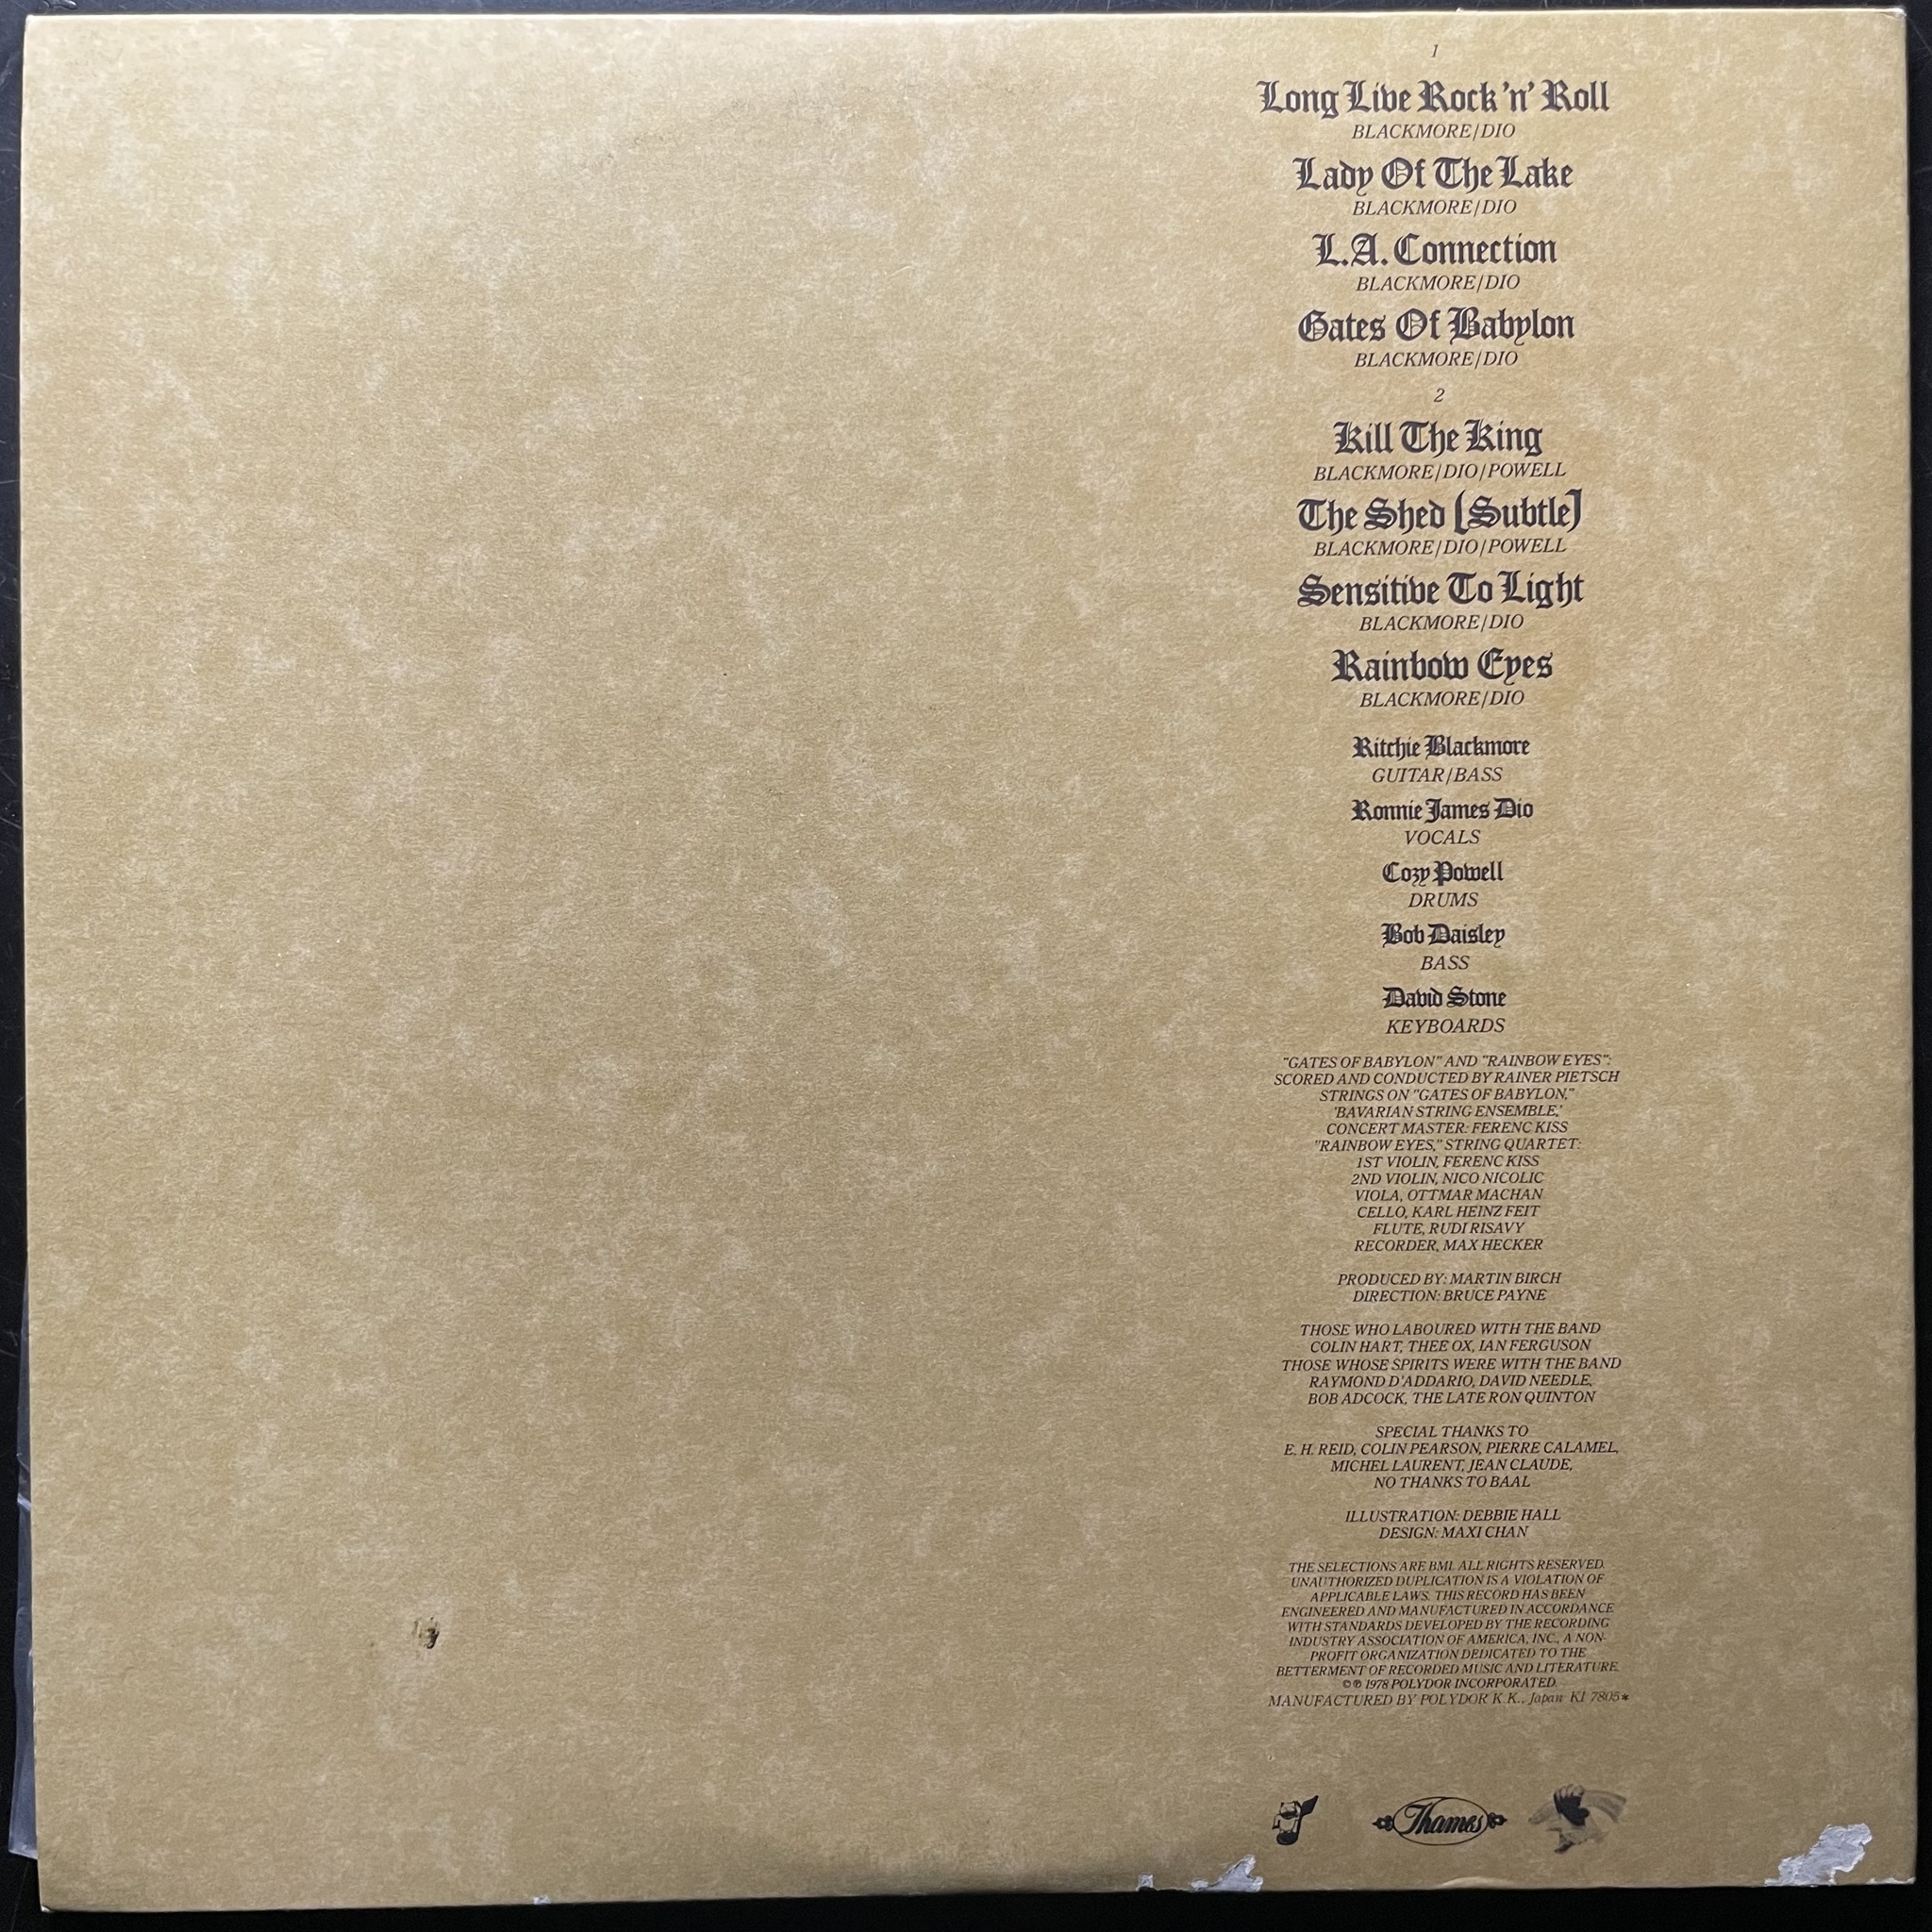 1
Long Live Rock 'n' Roll
BLACKMORE/DIO
Lady Of The Lake
BLACKMORE/DIO
L.A. Connection
BLACKMORE/DIO
Gates Of Babylon
BLACKMORE/DIO
2
Kill The King
BLACKMORE/DIO/POWELL
The Shed [Subtle]
BLACKMORE/DIO/POWELL
Sensitive To Light
BLACKMORE/DIO
Rainbow Eyes
BLACKMORE/DIO
Ritchie Blackmore
GUITAR/BASS
Ronnie James Dio
VOCALS
Cozy Powell
DRUMS
Bob Daisley
BASS
David Stone
KEYBOARDS
"GATES OF BABYLON" AND "RAINBOW EYES":
SCORED AND CONDUCTED BY RAINER PIETSCH
STRINGS ON "GATES OF BABYLON,"
'BAVARIAN STRING ENSEMBLE,'
CONCERT MASTER: FERENC KISS
"RAINBOW EYES," STRING QUARTET:
1ST VIOLIN, FERENC KISS
2ND VIOLIN, NICO NICOLIC
VIOLA, OTTMAR MACHAN
CELLO, KARL HEINZ FEIT
FLUTE, RUDI RISAVY
RECORDER, MAX HECKER
PRODUCED BY: MARTIN BIRCH
DIRECTION: BRUCE PAYNE
THOSE WHO LABOURED WITH THE BAND
COLIN HART, THEE OX, IAN FERGUSON
THOSE WHOSE SPIRITS WERE WITH THE BAND
RAYMOND D'ADDARIO, DAVID NEEDLE,
BOB ADCOCK, THE LATE RON QUINTON
SPECIAL THANKS TO
E. H. REID, COLIN PEARSON, PIERRE CALAMEL,
MICHEL LAURENT, JEAN CLAUDE,
NO THANKS TO BAAL
ILLUSTRATION: DEBBIE HALL
DESIGN: MAXI CHAN
THE SELECTIONS ARE BMI. ALL RIGHTS RESERVED.
UNAUTHORIZED DUPLICATION IS A VIOLATION OF
APPLICABLE LAWS. THIS RECORD HAS BEEN
ENGINEERED AND MANUFACTURED IN ACCORDANCE
WITH STANDARDS DEVELOPED BY THE RECORDING
INDUSTRY ASSOCIATION OF AMERICA, INC., A NON-
PROFIT ORGANIZATION DEDICATED TO THE
BETTERMENT OF RECORDED MUSIC AND LITERATURE.
©℗ 1978 POLYDOR INCORPORATED.
MANUFACTURED BY POLYDOR K.K., Japan KI 7805*
Thames